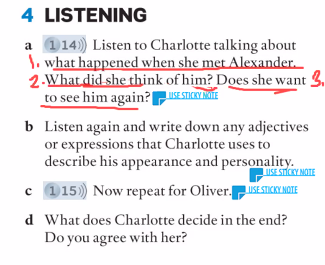 4 LISTENING
a 1 14 Listen to Charlotte talking about
1. what happened when she met Alexander.
2. What did she think of him? Does she want 3.
to see him again? USE STICKY NOTE
b Listen again and write down any adjectives
or expressions that Charlotte uses to
describe his appearance and personality.
USE STICKY NOTE
c 1 15 Now repeat for Oliver. USE STICKY NOTE
d What does Charlotte decide in the end?
Do you agree with her?